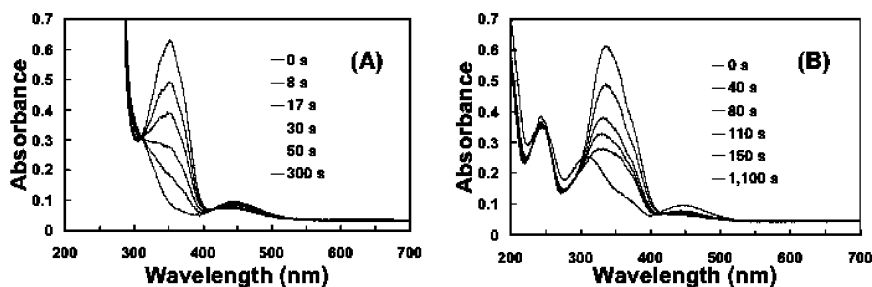 0.7
0.6
0.5
0.4
0.3
0.2
0.1
0
200 300 400 500 600 700
Absorbance
Wavelength (nm)
(A)
0 s
8 s
17 s
30 s
50 s
300 s
0.7
0.6
0.5
0.4
0.3
0.2
0.1
0
200 300 400 500 600 700
Absorbance
Wavelength (nm)
(B)
0 s
40 s
80 s
110 s
150 s
1,100 s